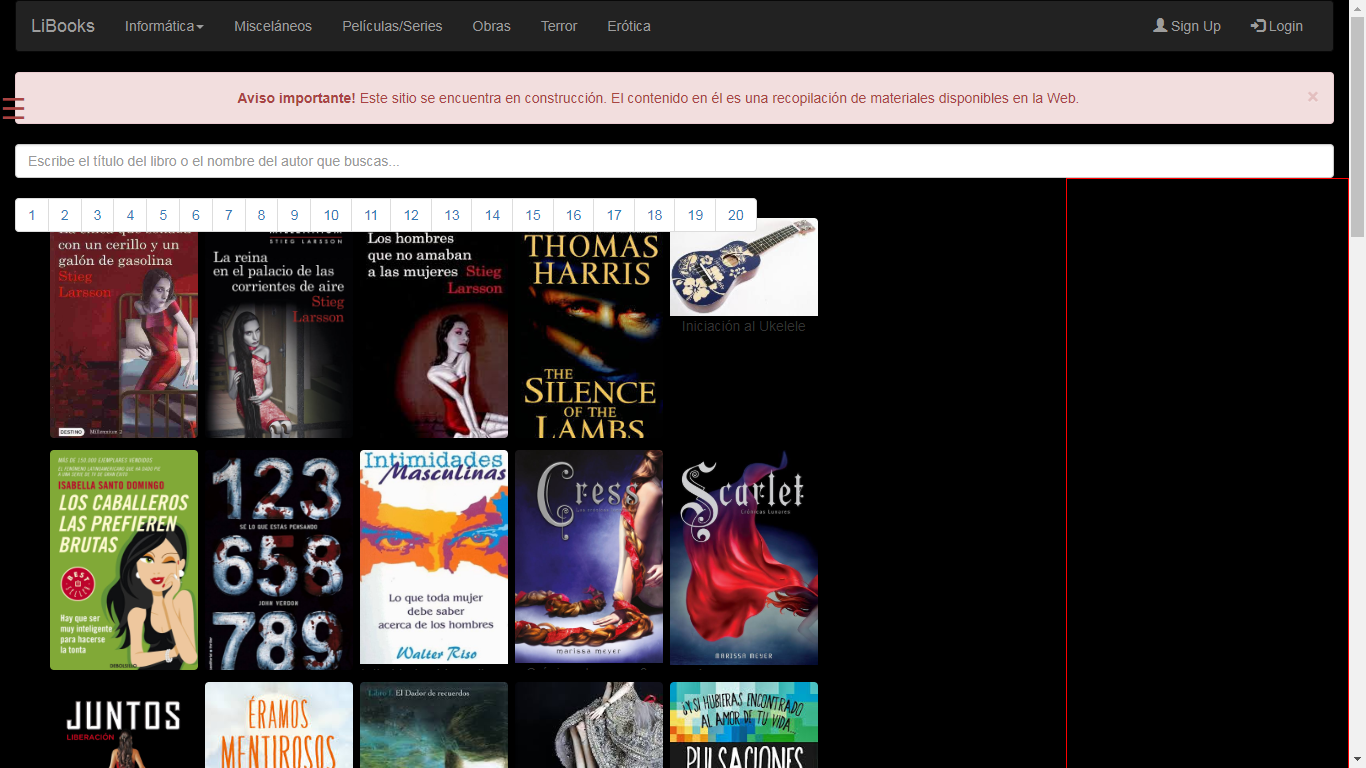 LiBooks Informática Misceláneos Películas/Series Obras Terror Erótica Sign Up Login
Aviso importante! Este sitio se encuentra en construcción. El contenido en él es una recopilación de materiales disponibles en la Web. ×
Escribe el título del libro o el nombre del autor que buscas...
1 2 3 4 5 6 7 8 9 10 11 12 13 14 15 16 17 18 19 20
con un cerillo y un
galón de gasolina
Stieg
Larsson
DESTINO Millennium 2
STIEG LARSSON
La reina
en el palacio de las
corrientes de aire
Stieg
Larsson
Los hombres
que no amaban
a las mujeres Stieg
Larsson
THOMAS
HARRIS
THE
SILENCE
OF THE
LAMBS
Iniciación al Ukelele
ISABELLA SANTO DOMINGO
LOS CABALLEROS
LAS PREFIEREN
BRUTAS
BEST
SELLER
Hay que ser
muy inteligente
para hacerse
la tonta
DEBOLSILLO
123
SE LO QUE ESTAS PENSANDO
658
JOHN VERDON
789
Intimidades
Masculinas
Lo que toda mujer
debe saber
acerca de los hombres
Walter Riso
Cress
marissa meyer
Scarlet
Crónicas Lunares
MARISSA MEYER
JUNTOS
LIBERACIÓN
ÉRAMOS
MENTIROSOS
Libro I. El Dador de recuerdos
¿Y SI HUBIERAS ENCONTRADO
AL AMOR DE TU VIDA
PULSACIONES